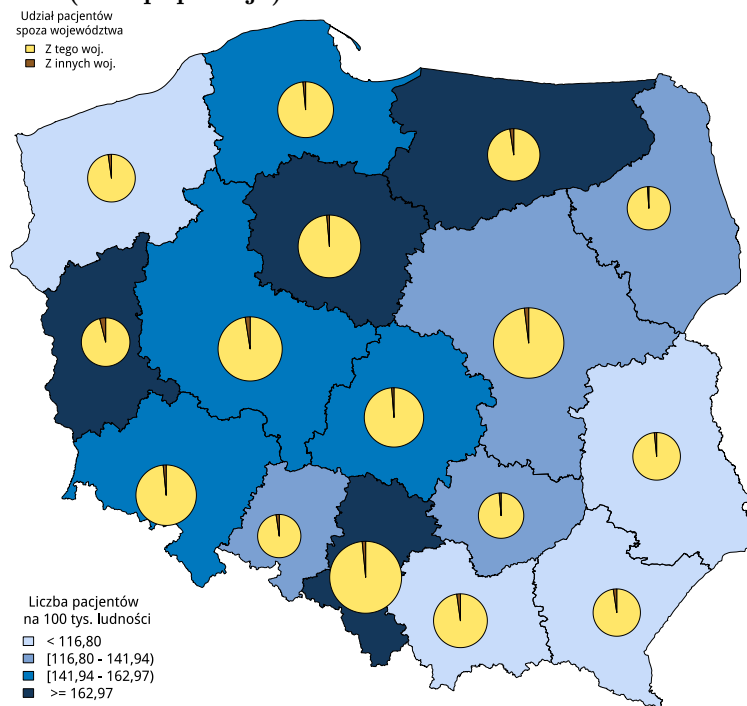 Udział pacjentów
spoza województwa
Z tego woj.
Z innych woj.
Liczba pacjentów
na 100 tys. ludności
< 116,80
[116,80 - 141,94)
[141,94 - 162,97)
>= 162,97